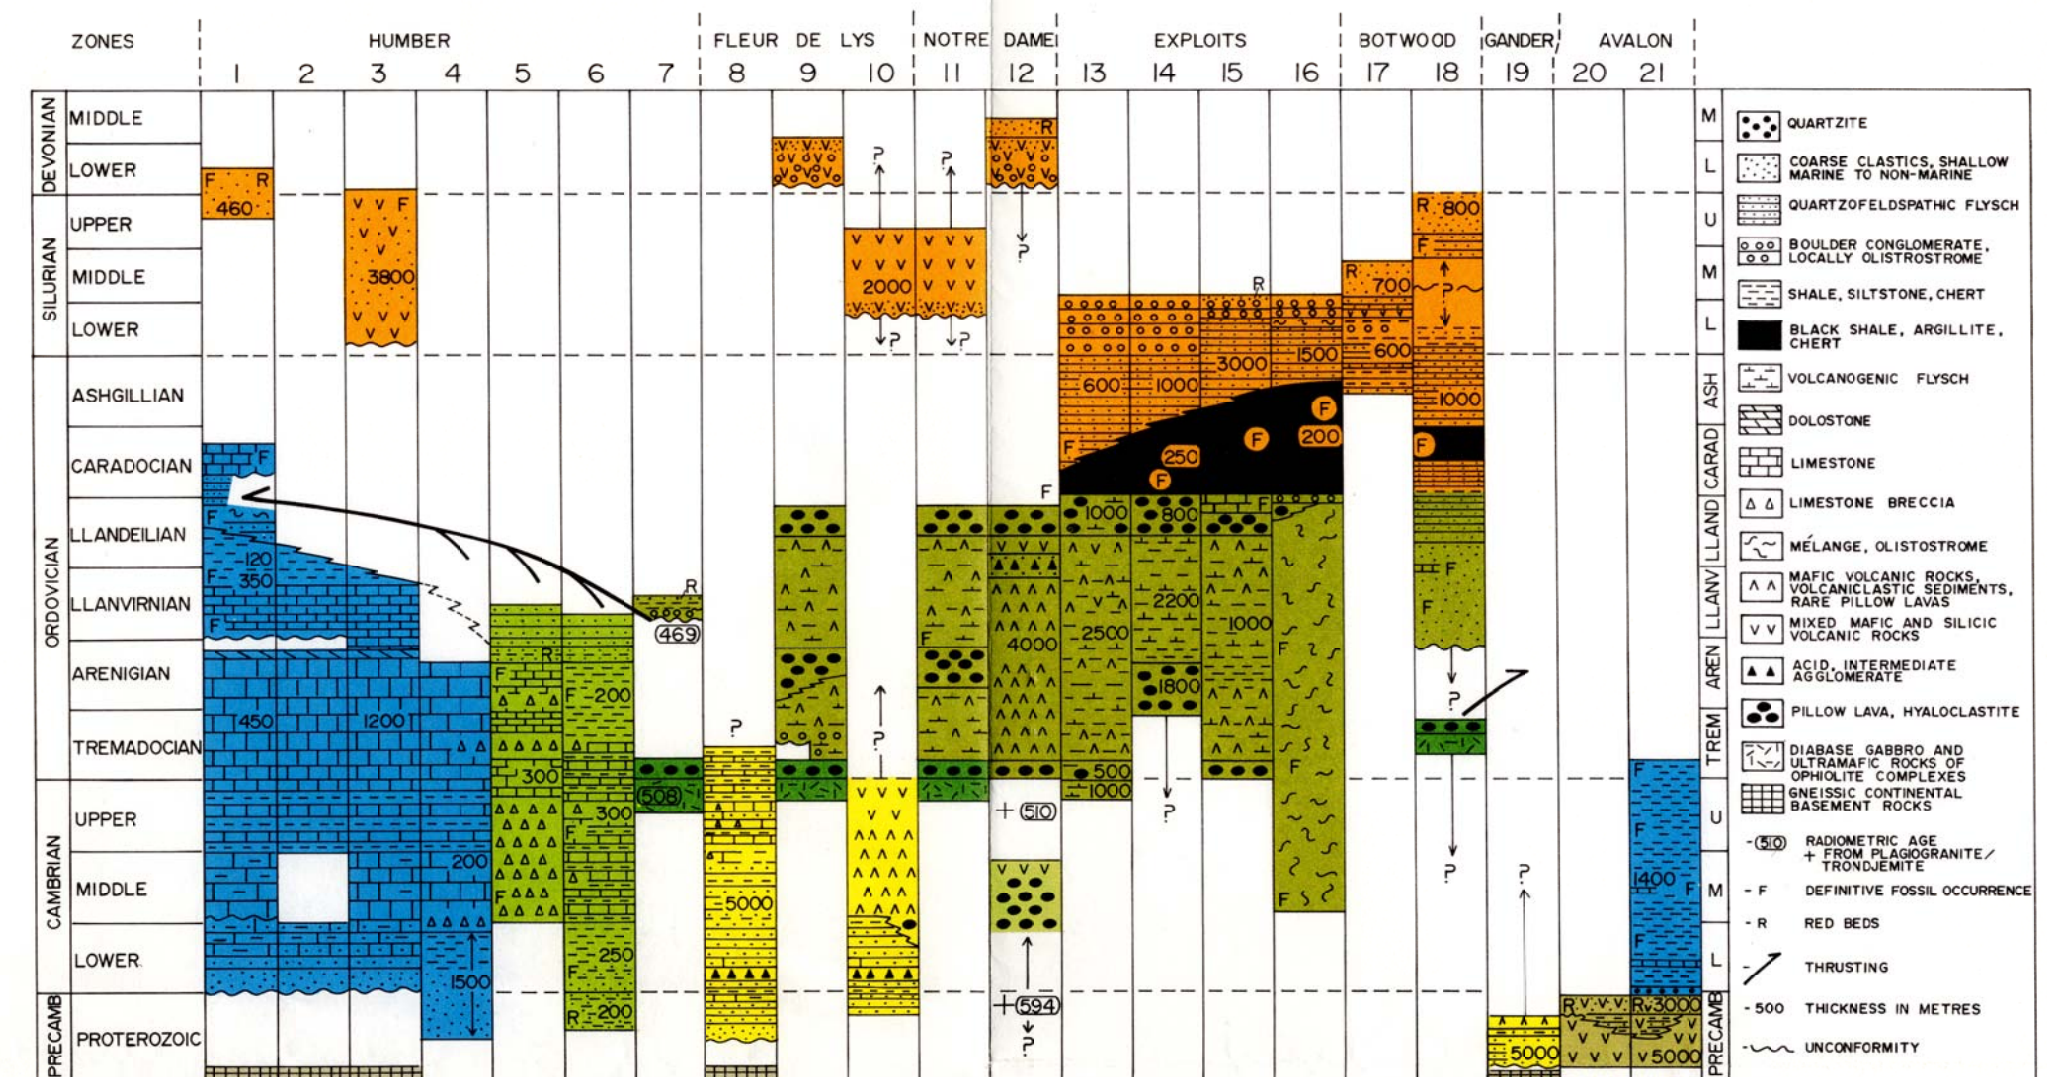 ZONES HUMBER FLEUR DE LYS NOTRE DAME EXPLOITS BOTWOOD GANDER AVALON
1 2 3 4 5 6 7 8 9 10 11 12 13 14 15 16 17 18 19 20 21
DEVONIAN
MIDDLE
LOWER
SILURIAN
UPPER
MIDDLE
LOWER
ORDOVICIAN
ASHGILLIAN
CARADOCIAN
LLANDEILIAN
LLANVIRNIAN
ARENIGIAN
TREMADOCIAN
CAMBRIAN
UPPER
MIDDLE
LOWER
PRECAMB
PROTEROZOIC
F R
460
F
120
F 350
F
F
450
F
3800
1200
200
1500
F
R
F
300
F
F 200
300
F
250
F
R 200
R
469
508
?
5000
?
2000
?
?
?
?
F
R
?
F
4000
+ 510
+ 594
?
600
F
1000
2500
500
1000
1000
250
F
800
2200
1800
?
R
3000
F
F
1000
1500
F
200
F
F
F
R
700
600
R 800
F
?
1000
F
F
F
?
?
?
5000
R
F
F
1400
F
F
R 3000
5000
M
L
U
M
L
ASH
CARAD
LLAND
LLANV
AREN
TREM
U
M
L
PRECAMB
QUARTZITE
COARSE CLASTICS, SHALLOW
MARINE TO NON-MARINE
QUARTZOFELDSPATHIC FLYSCH
BOULDER CONGLOMERATE,
LOCALLY OLISTROSTROME
SHALE, SILTSTONE, CHERT
BLACK SHALE, ARGILLITE,
CHERT
VOLCANOGENIC FLYSCH
DOLOSTONE
LIMESTONE
LIMESTONE BRECCIA
MÉLANGE, OLISTOSTROME
MAFIC VOLCANIC ROCKS,
VOLCANICLASTIC SEDIMENTS,
RARE PILLOW LAVAS
MIXED MAFIC AND SILICIC
VOLCANIC ROCKS
ACID, INTERMEDIATE
AGGLOMERATE
PILLOW LAVA, HYALOCLASTITE
DIABASE GABBRO AND
ULTRAMAFIC ROCKS OF
OPHIOLITE COMPLEXES
GNEISSIC CONTINENTAL
BASEMENT ROCKS
- 510 RADIOMETRIC AGE
+ FROM PLAGIOGRANITE/
TRONDJEMITE
- F DEFINITIVE FOSSIL OCCURRENCE
- R RED BEDS
- THRUSTING
- 500 THICKNESS IN METRES
- UNCONFORMITY